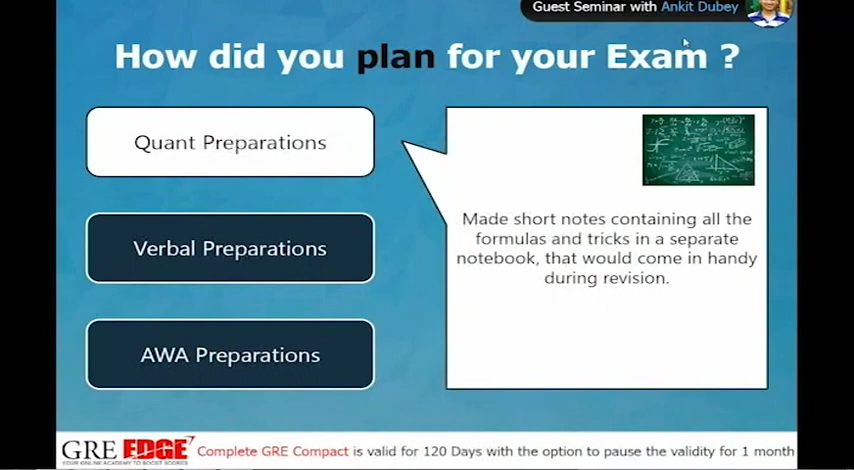 Guest Seminar with Ankit Dubey
How did you plan for your Exam ?
Quant Preparations
Verbal Preparations
AWA Preparations
Made short notes containing all the
formulas and tricks in a separate
notebook, that would come in handy
during revision.
GRE EDGE
YOUR ONLINE ACADEMY TO BOOST SCORES
Complete GRE Compact is valid for 120 Days with the option to pause the validity for 1 month